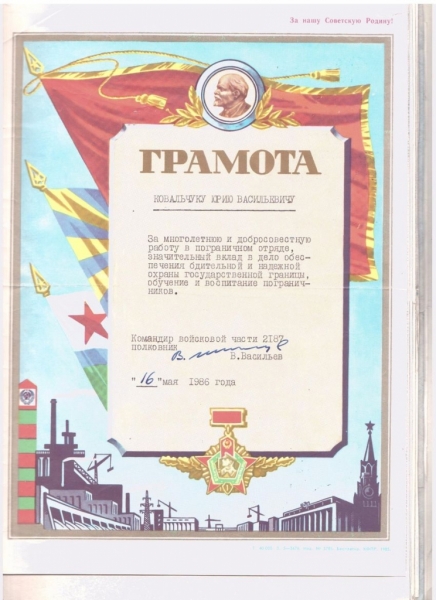 За нашу Советскую Родину!
ГРАМОТА
КОВАЛЬЧУКУ ЮРИЮ ВАСИЛЬЕВИЧУ
За многолетнюю и добросовестную
работу в пограничном отряде,
значительный вклад в дело обес-
печения бдительной и надежной
охраны государственной границы,
обучение и воспитание погранич-
ников.
Командир войсковой части 2187
полковник
В.Васильев
"16"мая 1986 года